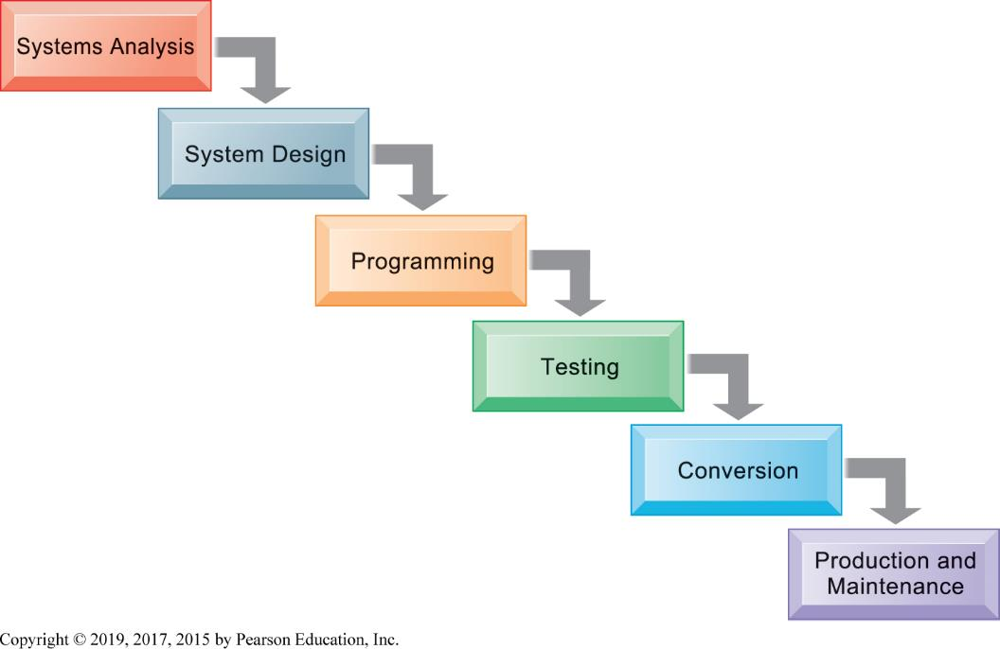 Systems Analysis
System Design
Programming
Testing
Conversion
Production and
Maintenance
Copyright © 2019, 2017, 2015 by Pearson Education, Inc.